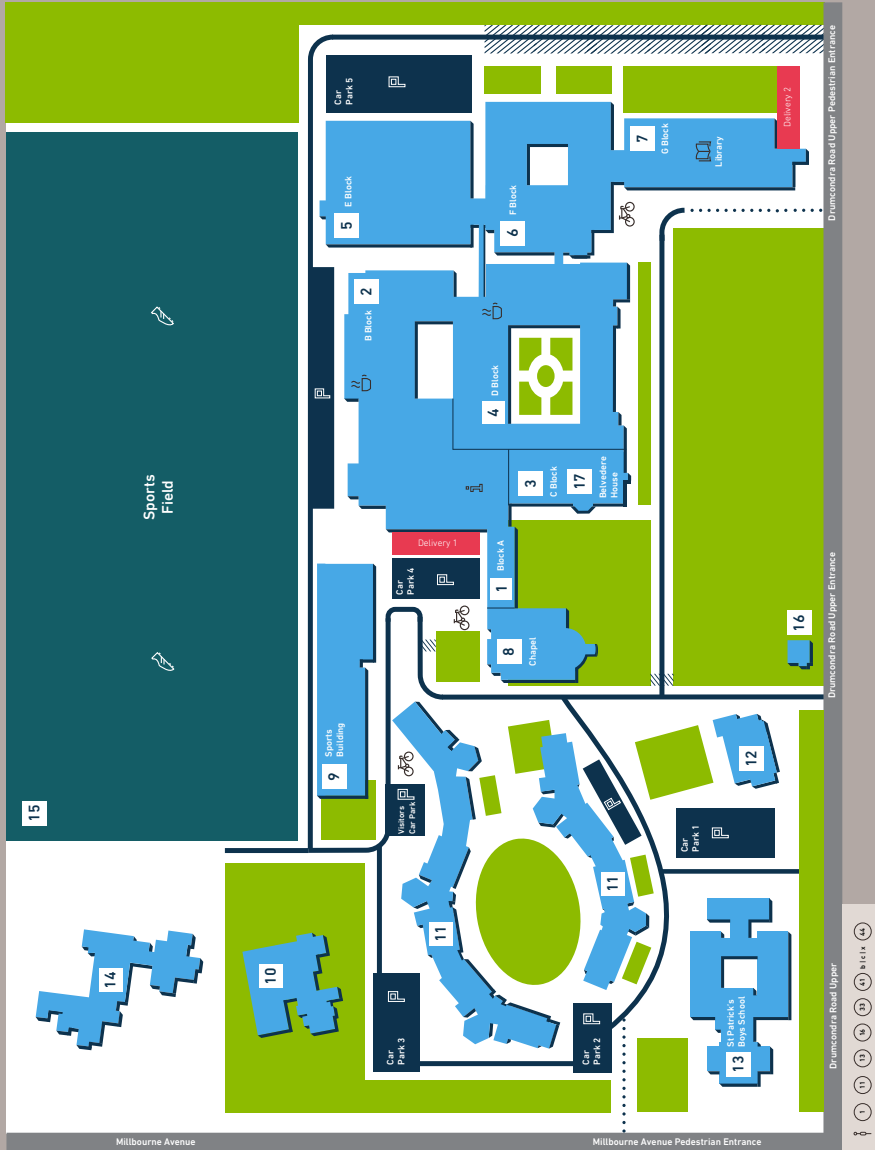 Car
Park 5
Drumcondra Road Upper Pedestrian Entrance
Delivery 2
7
G Block
Library
5
E Block
6
F Block
2
B Block
4
D Block
Sports
Field
3
C Block
17
Belvedere
House
Delivery 1
Car
Park 4
1
Block A
8
Chapel
16
Drumcondra Road Upper Entrance
9
Sports
Building
15
Visitors
Car Park
12
Car
Park 1
11
11
14
10
Car
Park 3
Car
Park 2
13
St Patrick's
Boys School
Drumcondra Road Upper
1 11 13 16 33 41 b|c|x 44
Millbourne Avenue
Millbourne Avenue Pedestrian Entrance